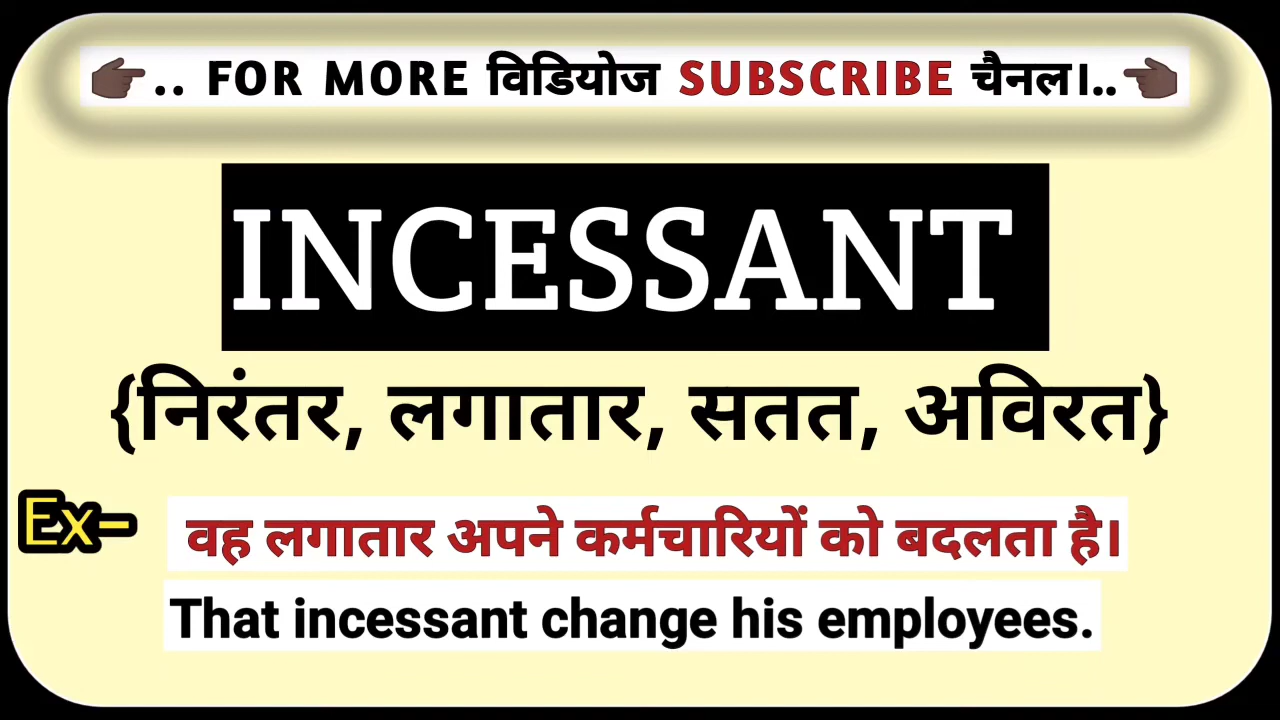 👉🏿.. FOR MORE विडियोज SUBSCRIBE चैनल।..👈🏿
INCESSANT
{निरंतर, लगातार, सतत, अविरत}
Ex- वह लगातार अपने कर्मचारियों को बदलता है।
That incessant change his employees.